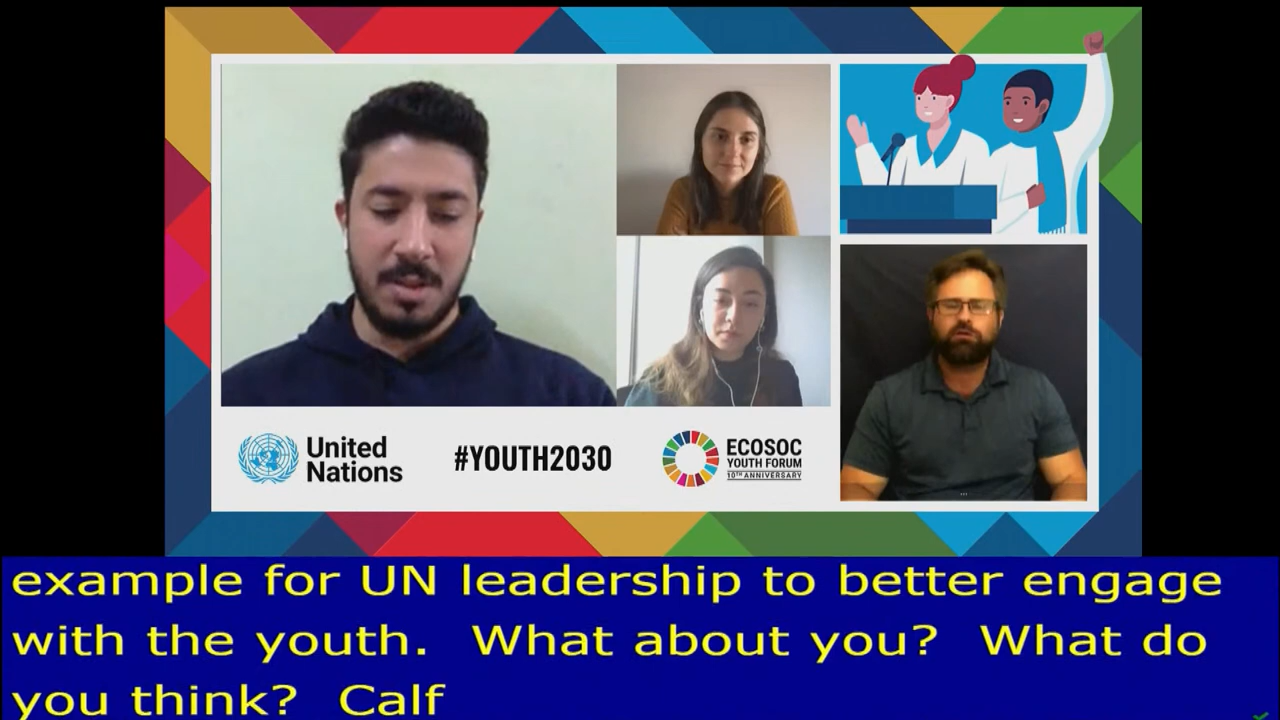 United
Nations
#YOUTH2030
ECOSOC
YOUTH FORUM
10TH ANNIVERSARY
example for UN leadership to better engage
with the youth. What about you? What do
you think? Calf